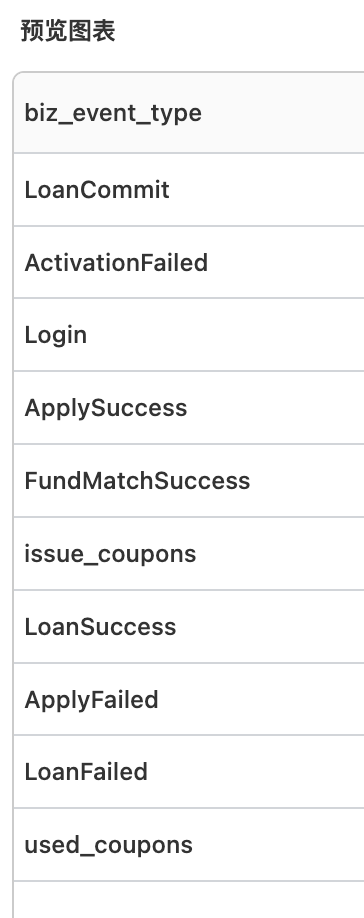 预览图表
biz_event_type
LoanCommit
ActivationFailed
Login
ApplySuccess
FundMatchSuccess
issue_coupons
LoanSuccess
ApplyFailed
LoanFailed
used_coupons